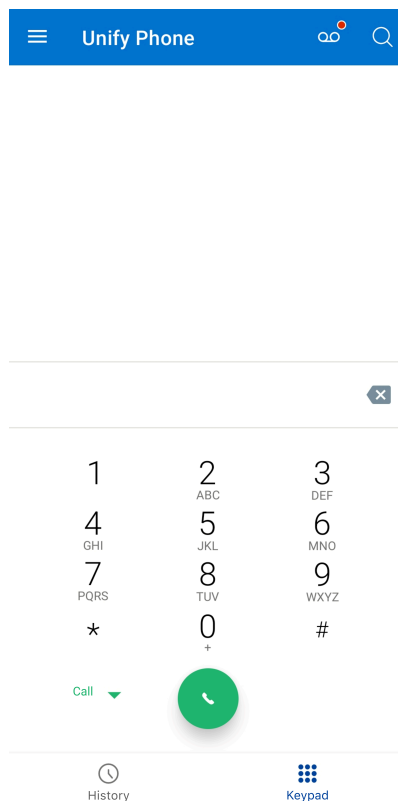 Unify Phone
1 2 3
ABC DEF
4 5 6
GHI JKL MNO
7 8 9
PQRS TUV WXYZ
* 0 #
+
Call
History Keypad